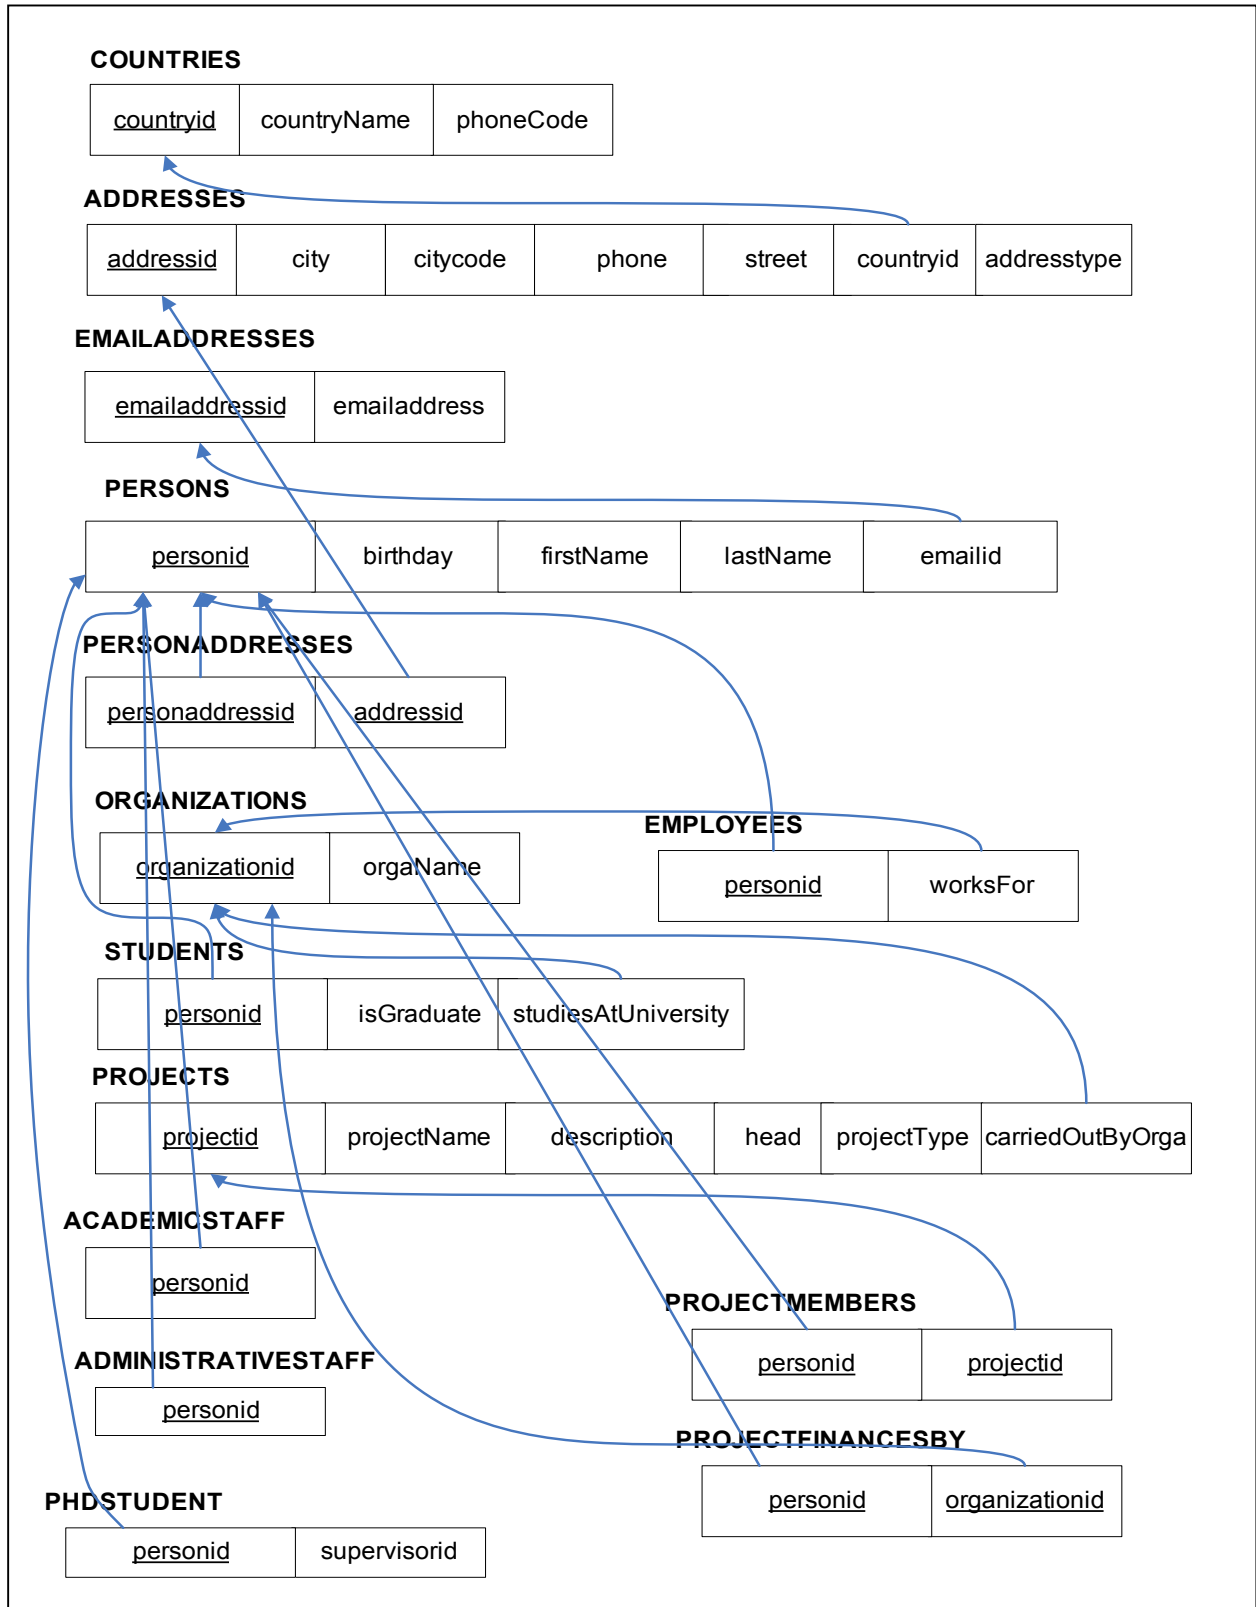 COUNTRIES
countryid countryName phoneCode
ADDRESSES
addressid city citycode phone street countryid addresstype
EMAILADDRESSES
emailaddressid emailaddress
PERSONS
personid birthday firstName lastName emailid
PERSONADDRESSES
personaddressid addressid
ORGANIZATIONS
organizationid orgaName
EMPLOYEES
personid worksFor
STUDENTS
personid isGraduate studiesAtUniversity
PROJECTS
projectid projectName description head projectType carriedOutByOrga
ACADEMICSTAFF
personid
PROJECTMEMBERS
personid projectid
ADMINISTRATIVESTAFF
personid
PROJECTFINANCESBY
personid organizationid
PHDSTUDENT
personid supervisorid